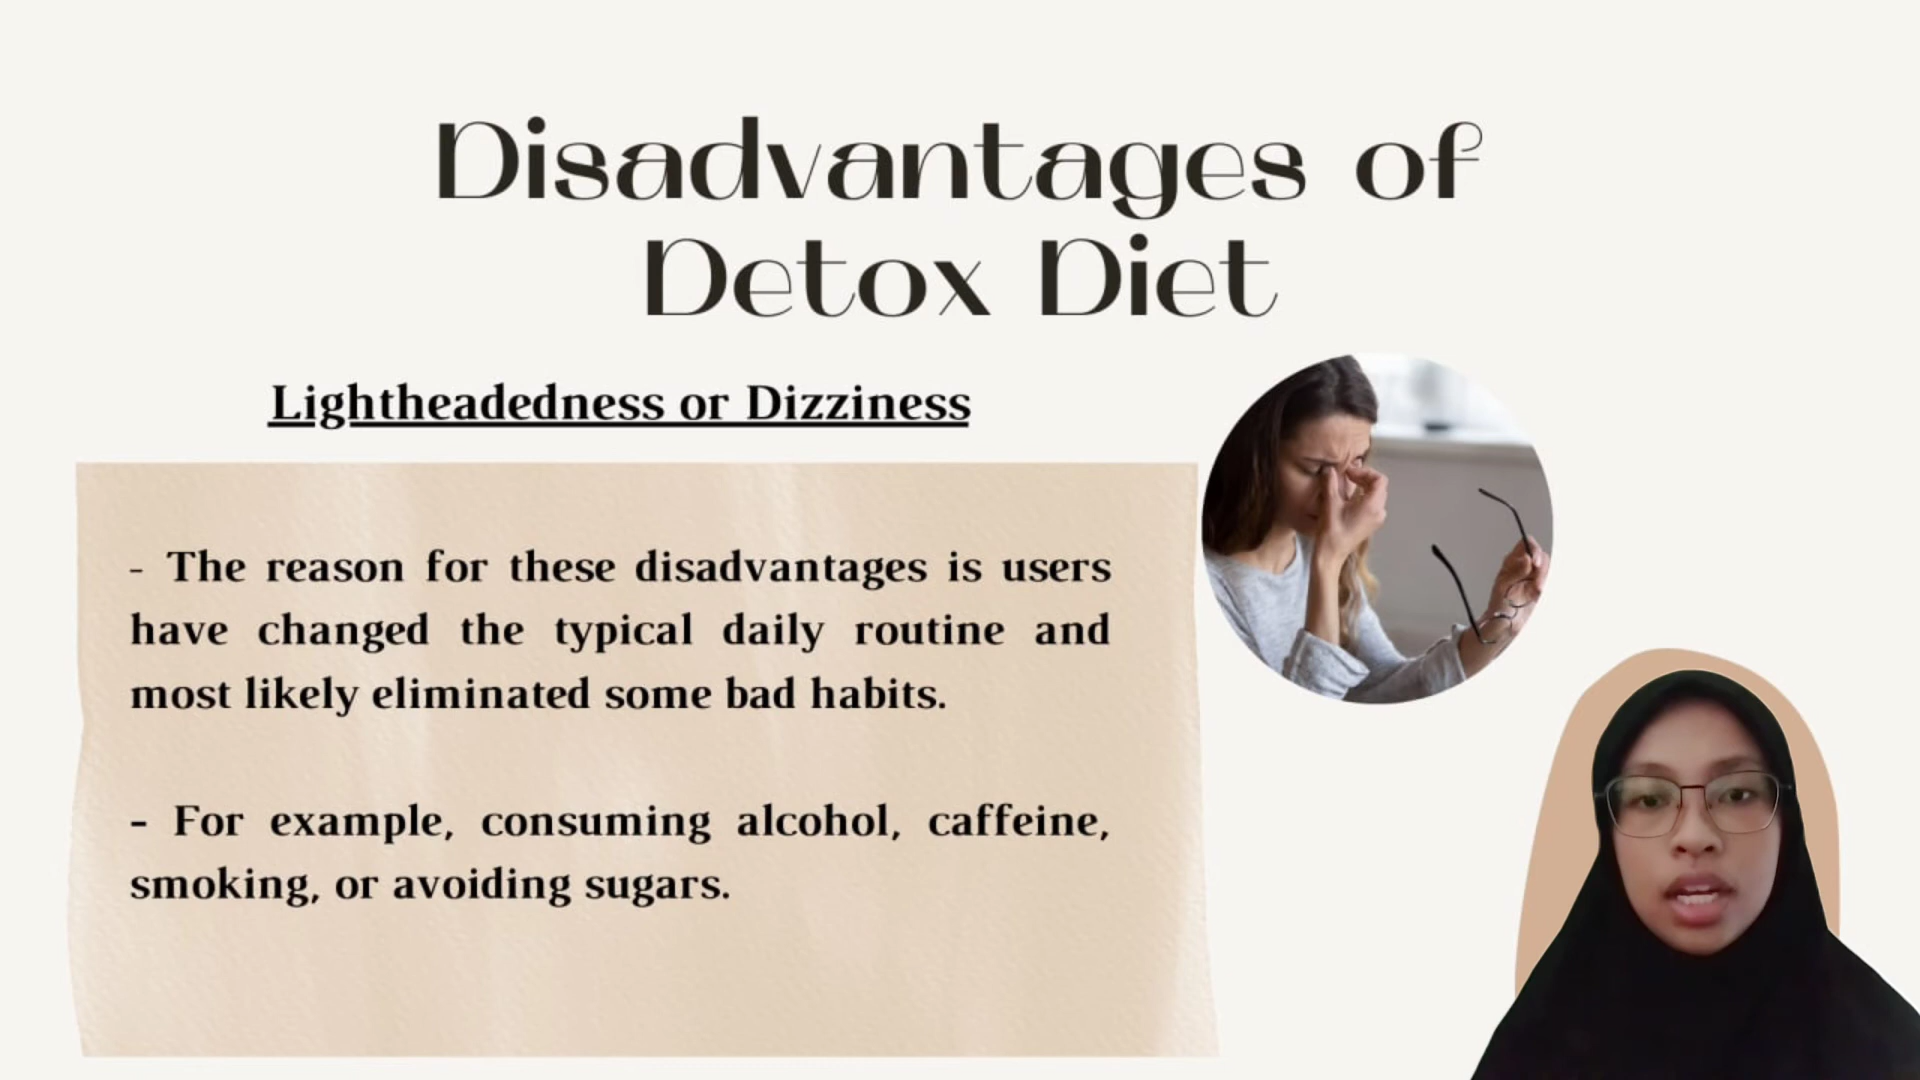 Disadvantages of
Detox Diet
Lightheadedness or Dizziness
- The reason for these disadvantages is users
have changed the typical daily routine and
most likely eliminated some bad habits.
- For example, consuming alcohol, caffeine,
smoking, or avoiding sugars.